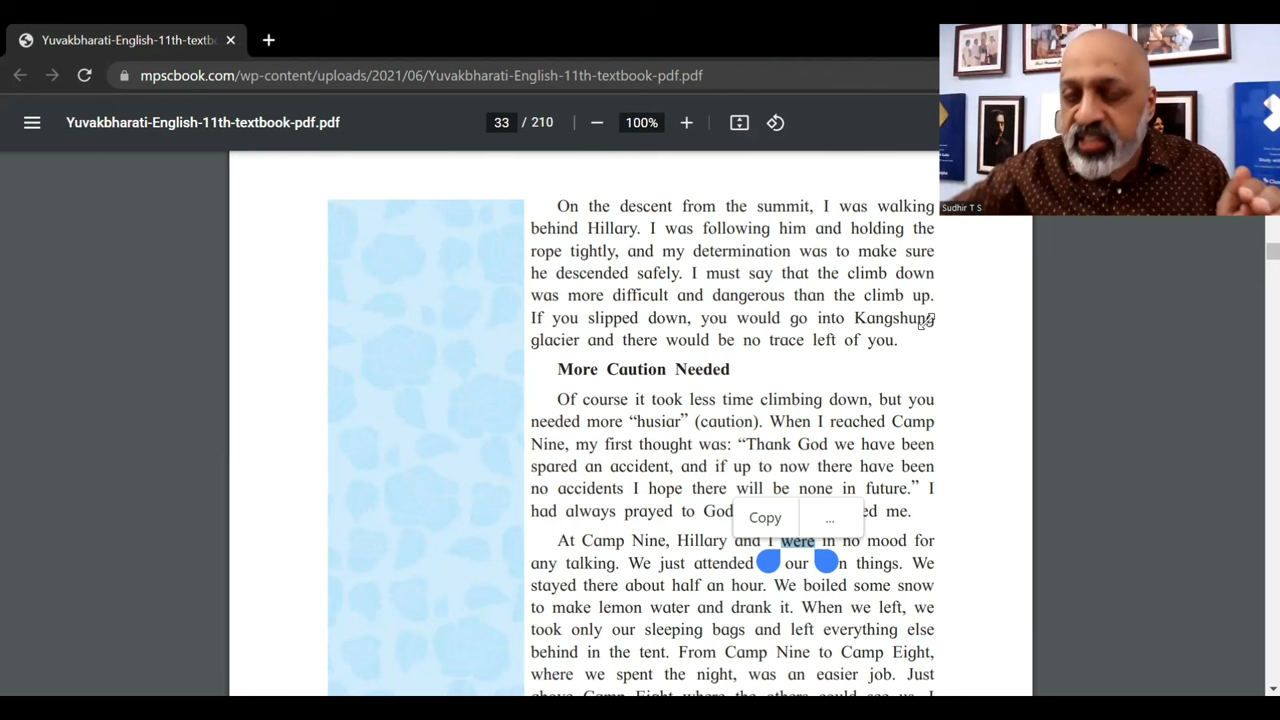 Yuvakbharati-English-11th-textb
mpscbook.com/wp-content/uploads/2021/06/Yuvakbharati-English-11th-textbook-pdf.pdf
Yuvakbharati-English-11th-textbook-pdf.pdf
33 / 210
100%
Sudhir T S
On the descent from the summit, I was walking
behind Hillary. I was following him and holding the
rope tightly, and my determination was to make sure
he descended safely. I must say that the climb down
was more difficult and dangerous than the climb up.
If you slipped down, you would go into Kangshung
glacier and there would be no trace left of you.
More Caution Needed
Of course it took less time climbing down, but you
needed more “husiar” (caution). When I reached Camp
Nine, my first thought was: “Thank God we have been
spared an accident, and if up to now there have been
no accidents I hope there will be none in future.” I
had always prayed to God ed me.
Copy ...
At Camp Nine, Hillary and I were in no mood for
any talking. We just attended our n things. We
stayed there about half an hour. We boiled some snow
to make lemon water and drank it. When we left, we
took only our sleeping bags and left everything else
behind in the tent. From Camp Nine to Camp Eight,
where we spent the night, was an easier job. Just
above Camp Eight where the others could see us, I